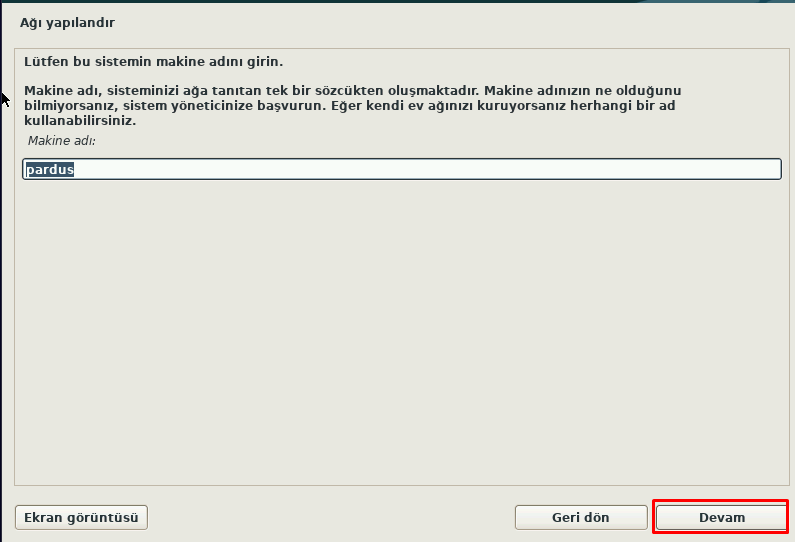 Ağı yapılandır
Lütfen bu sistemin makine adını girin.
Makine adı, sisteminizi ağa tanıtan tek bir sözcükten oluşmaktadır. Makine adınızın ne olduğunu
bilmiyorsanız, sistem yöneticinize başvurun. Eğer kendi ev ağınızı kuruyorsanız herhangi bir ad
kullanabilirsiniz.
Makine adı:
pardus
Ekran görüntüsü
Geri dön
Devam